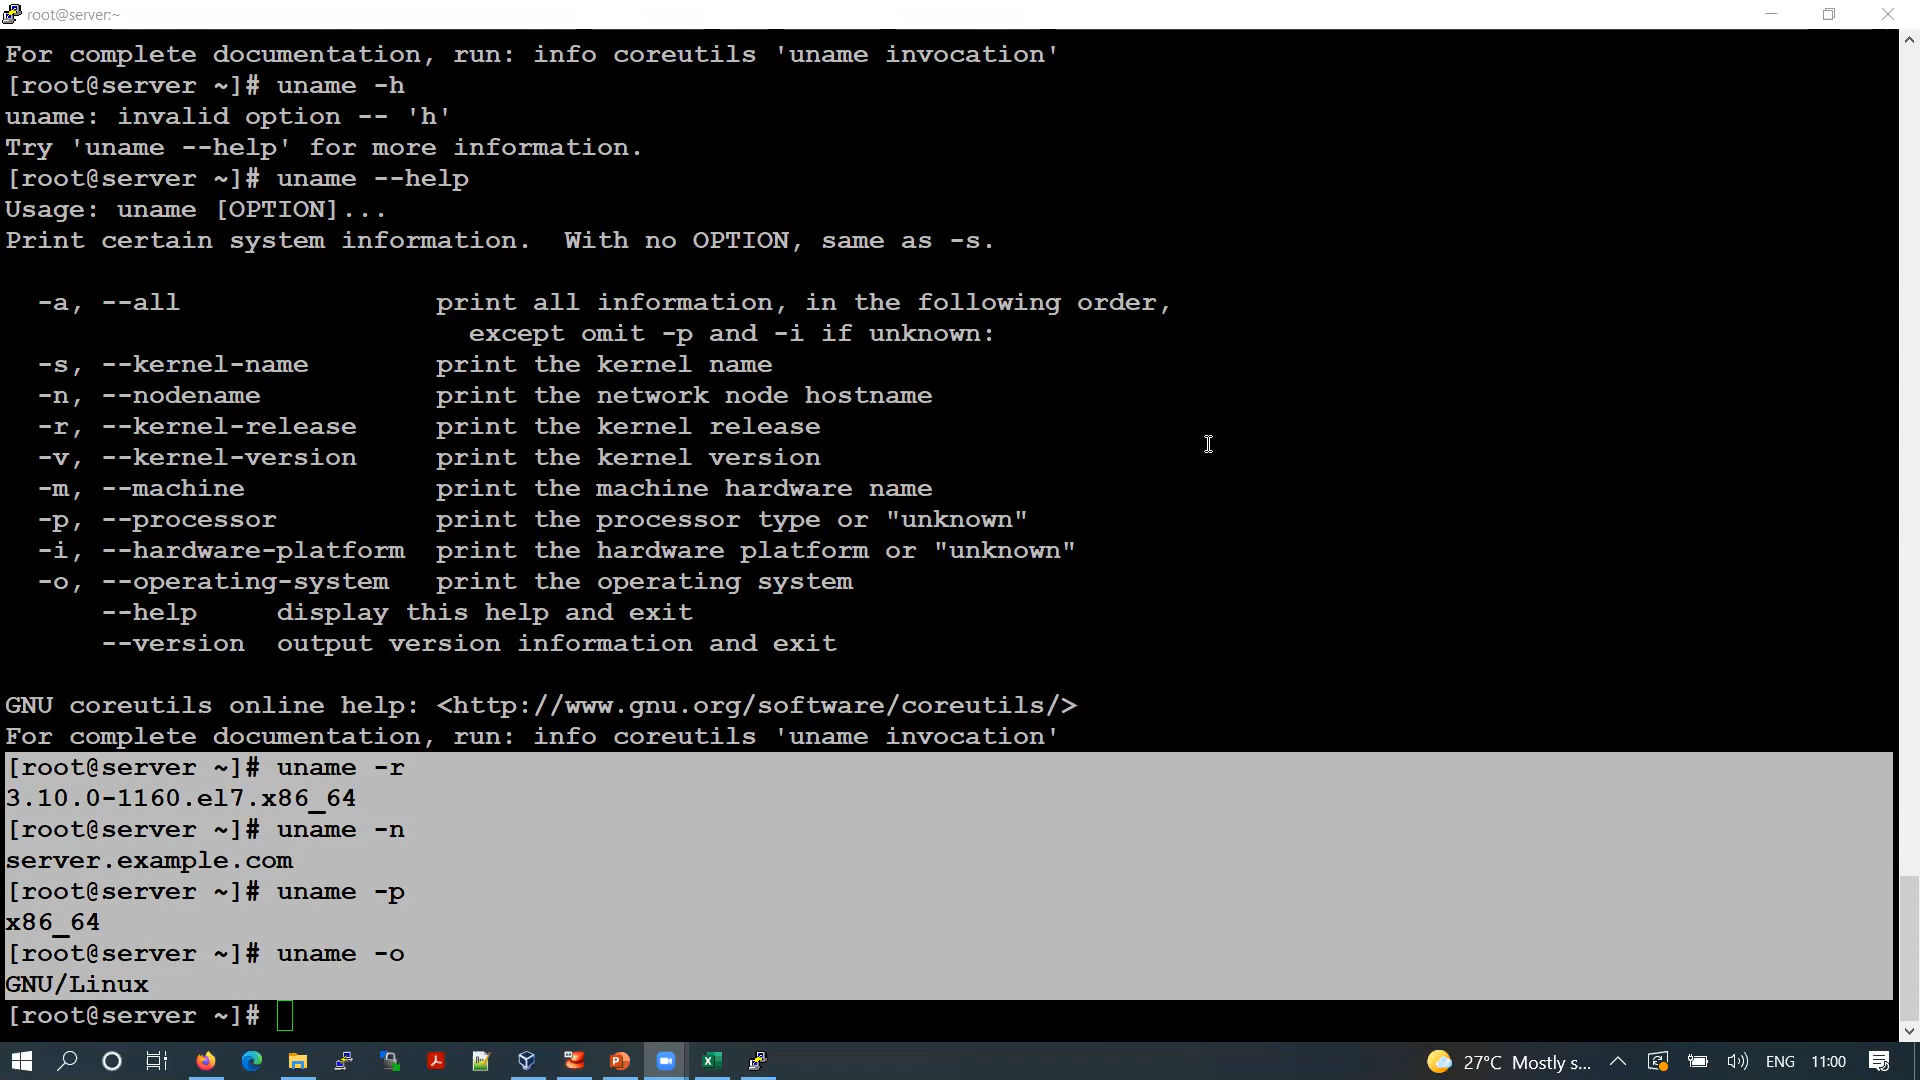 root@server:~
For complete documentation, run: info coreutils 'uname invocation'
[root@server ~]# uname -h
uname: invalid option -- 'h'
Try 'uname --help' for more information.
[root@server ~]# uname --help
Usage: uname [OPTION]...
Print certain system information.  With no OPTION, same as -s.
  -a, --all                print all information, in the following order,
                             except omit -p and -i if unknown:
  -s, --kernel-name        print the kernel name
  -n, --nodename           print the network node hostname
  -r, --kernel-release     print the kernel release
  -v, --kernel-version     print the kernel version
  -m, --machine            print the machine hardware name
  -p, --processor          print the processor type or "unknown"
  -i, --hardware-platform  print the hardware platform or "unknown"
  -o, --operating-system   print the operating system
      --help     display this help and exit
      --version  output version information and exit
GNU coreutils online help: <http://www.gnu.org/software/coreutils/>
For complete documentation, run: info coreutils 'uname invocation'
[root@server ~]# uname -r
3.10.0-1160.el7.x86_64
[root@server ~]# uname -n
server.example.com
[root@server ~]# uname -p
x86_64
[root@server ~]# uname -o
GNU/Linux
[root@server ~]#
27°C Mostly s... ENG 11:00